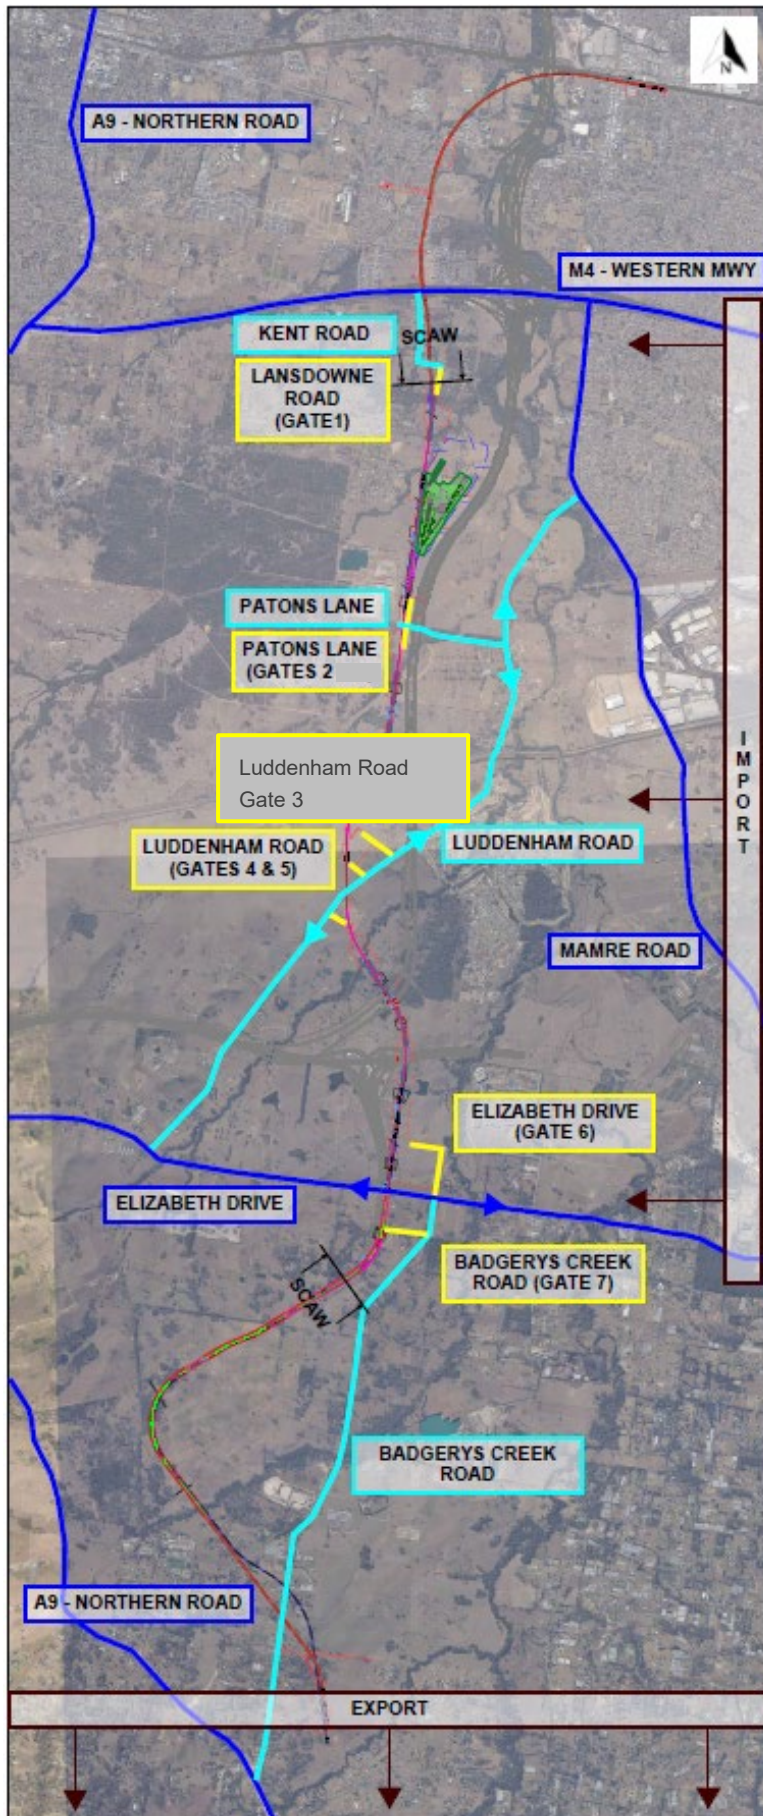 N
A9 - NORTHERN ROAD
M4 - WESTERN MWY
KENT ROAD
SCAW
LANSDOWNE
ROAD
(GATE1)
PATONS LANE
PATONS LANE
(GATES 2
IMPORT
Luddenham Road
Gate 3
LUDDENHAM ROAD
(GATES 4 & 5)
LUDDENHAM ROAD
MAMRE ROAD
ELIZABETH DRIVE
(GATE 6)
ELIZABETH DRIVE
BADGERYS CREEK
ROAD (GATE 7)
SCAW
BADGERYS CREEK
ROAD
A9 - NORTHERN ROAD
EXPORT